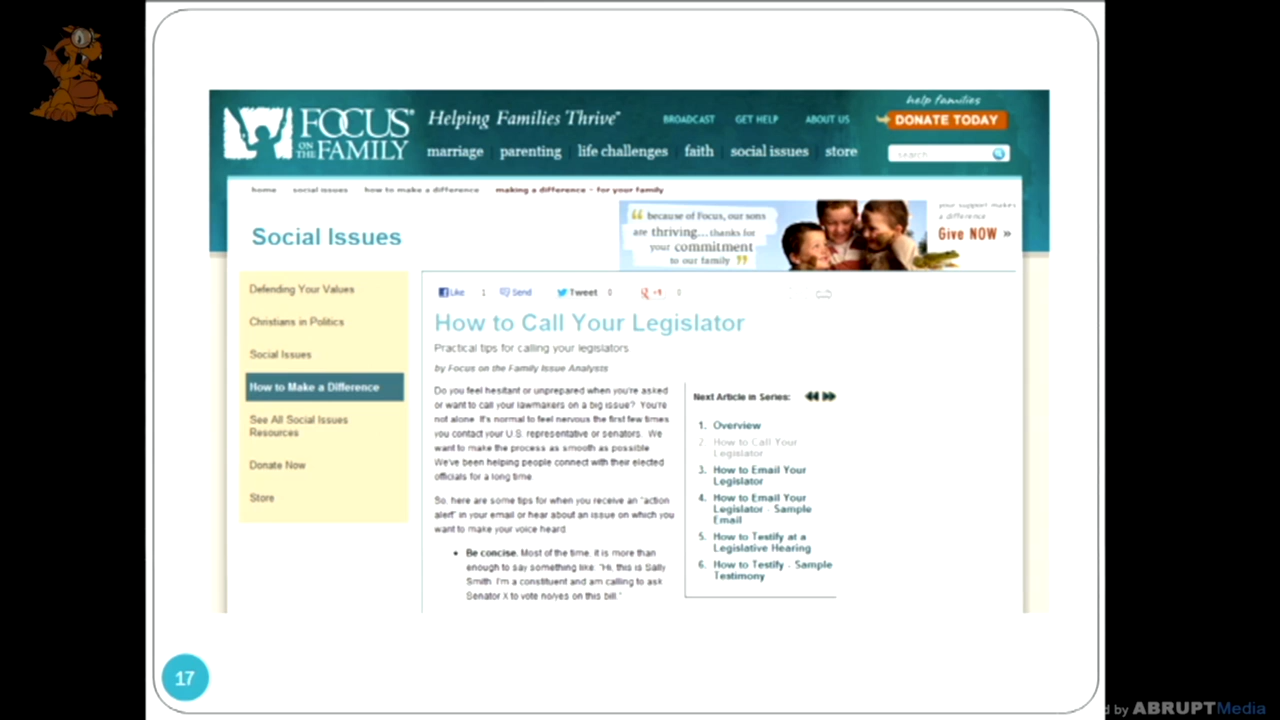 FOCUS
ON THE
FAMILY
Helping Families Thrive™
BROADCAST GET HELP ABOUT US
help families
DONATE TODAY
marriage parenting life challenges faith social issues store
search
home social issues how to make a difference making a difference - for your family
Social Issues
“ because of Focus, our sons
are thriving... thanks for
your commitment
to our family ”
your support makes
a difference
Give NOW »
Defending Your Values
Christians in Politics
Social Issues
How to Make a Difference
See All Social Issues
Resources
Donate Now
Store
Like 1 Send Tweet 0 +1 0
How to Call Your Legislator
Practical tips for calling your legislators
by Focus on the Family Issue Analysts
Do you feel hesitant or unprepared when you're asked
or want to call your lawmakers on a big issue? You're
not alone. It's normal to feel nervous the first few times
you contact your U.S. representative or senators. We
want to make the process as smooth as possible.
We've been helping people connect with their elected
officials for a long time.
So, here are some tips for when you receive an "action
alert" in your email or hear about an issue on which you
want to make your voice heard.
• Be concise. Most of the time, it is more than
enough to say something like: "Hi, this is Sally
Smith. I'm a constituent and am calling to ask
Senator X to vote no/yes on this bill."
Next Article in Series:
1. Overview
2. How to Call Your
Legislator
3. How to Email Your
Legislator
4. How to Email Your
Legislator - Sample
Email
5. How to Testify at a
Legislative Hearing
6. How to Testify - Sample
Testimony
17
d by ABRUPTMedia